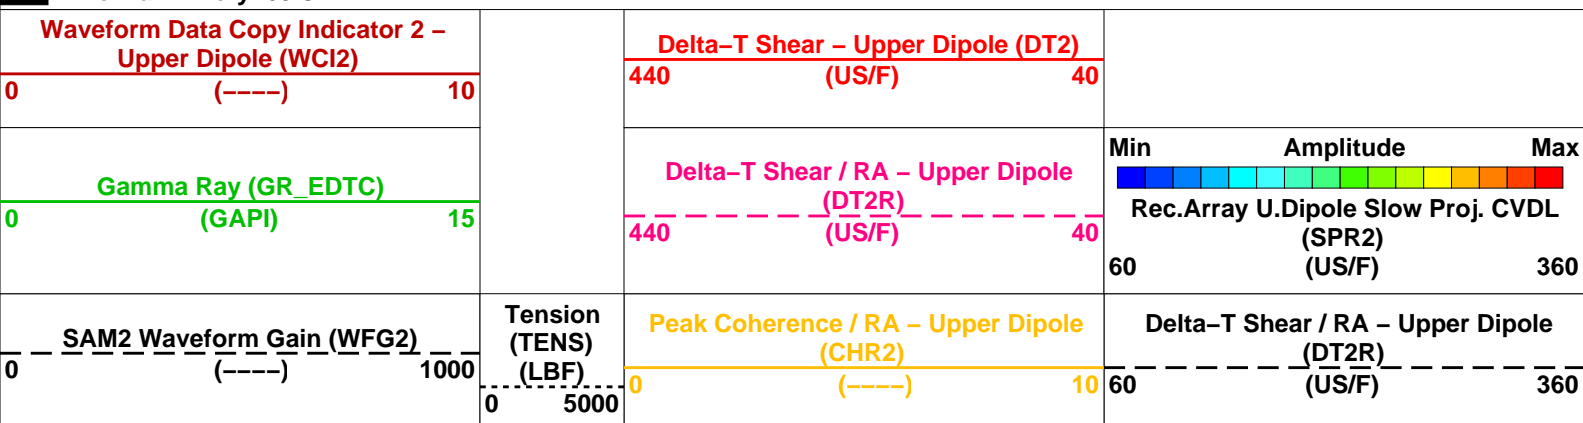 Waveform Data Copy Indicator 2 –
Upper Dipole (WCI2)
0 (––––) 10
Gamma Ray (GR_EDTC)
0 (GAPI) 15
SAM2 Waveform Gain (WFG2)
0 (––––) 1000
Tension
(TENS)
(LBF)
0 5000
Delta–T Shear – Upper Dipole (DT2)
440 (US/F) 40
Delta–T Shear / RA – Upper Dipole
(DT2R)
440 (US/F) 40
Peak Coherence / RA – Upper Dipole
(CHR2)
0 (––––) 10
Min Amplitude Max
Rec.Array U.Dipole Slow Proj. CVDL
(SPR2)
60 (US/F) 360
Delta–T Shear / RA – Upper Dipole
(DT2R)
60 (US/F) 360